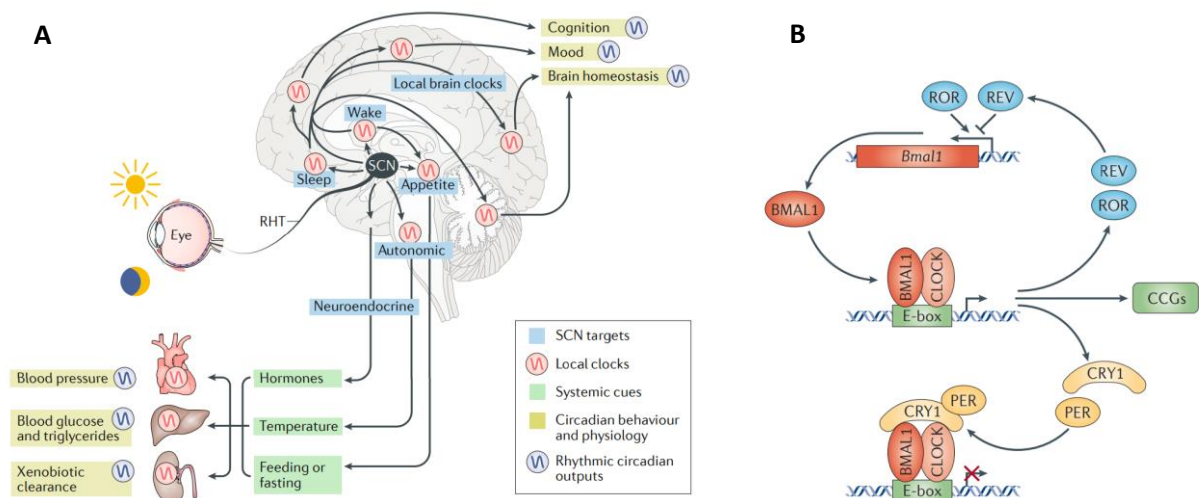 A
Cognition
Mood
Brain homeostasis
Local brain clocks
Wake
SCN
Sleep
Appetite
RHT
Eye
Autonomic
Neuroendocrine
Blood pressure
Hormones
Blood glucose
and triglycerides
Temperature
Xenobiotic
clearance
Feeding or
fasting
SCN targets
Local clocks
Systemic cues
Circadian behaviour
and physiology
Rhythmic circadian
outputs
B
ROR
REV
Bmal1
REV
ROR
BMAL1
BMAL1
CLOCK
E-box
CCGs
CRY1
PER
CRY1
PER
BMAL1
CLOCK
E-box